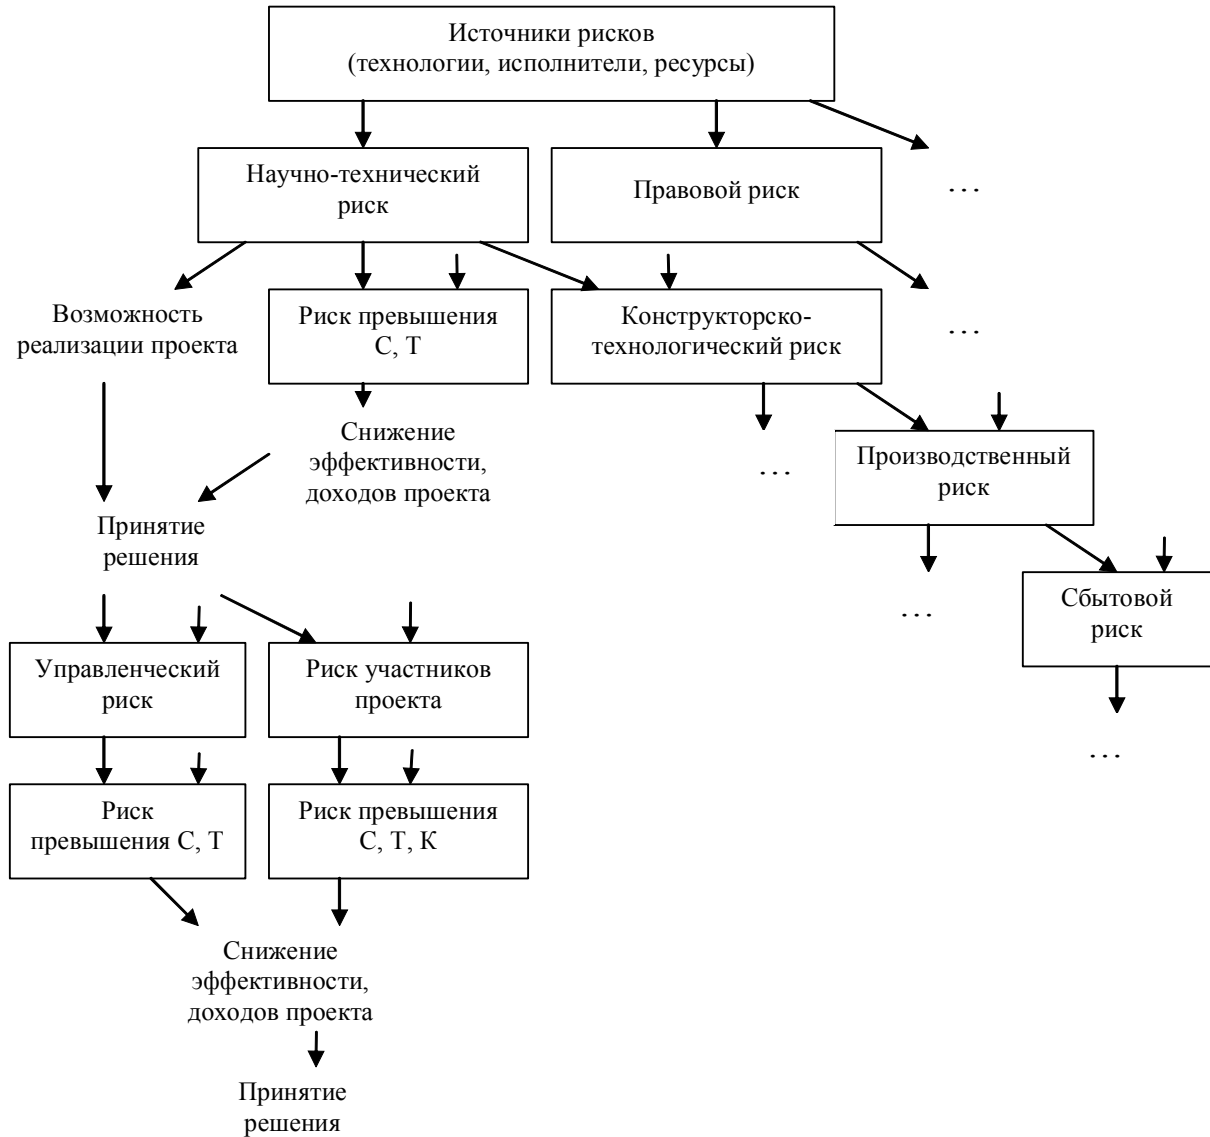 Источники рисков
(технологии, исполнители, ресурсы)
Научно-технический
риск
Правовой риск
...
Возможность
реализации проекта
Риск превышения
С, Т
Конструкторско-
технологический риск
...
Снижение
эффективности,
доходов проекта
...
Производственный
риск
Принятие
решения
...
Сбытовой
риск
Управленческий
риск
Риск участников
проекта
...
Риск
превышения С, Т
Риск превышения
С, Т, К
Снижение
эффективности,
доходов проекта
Принятие
решения